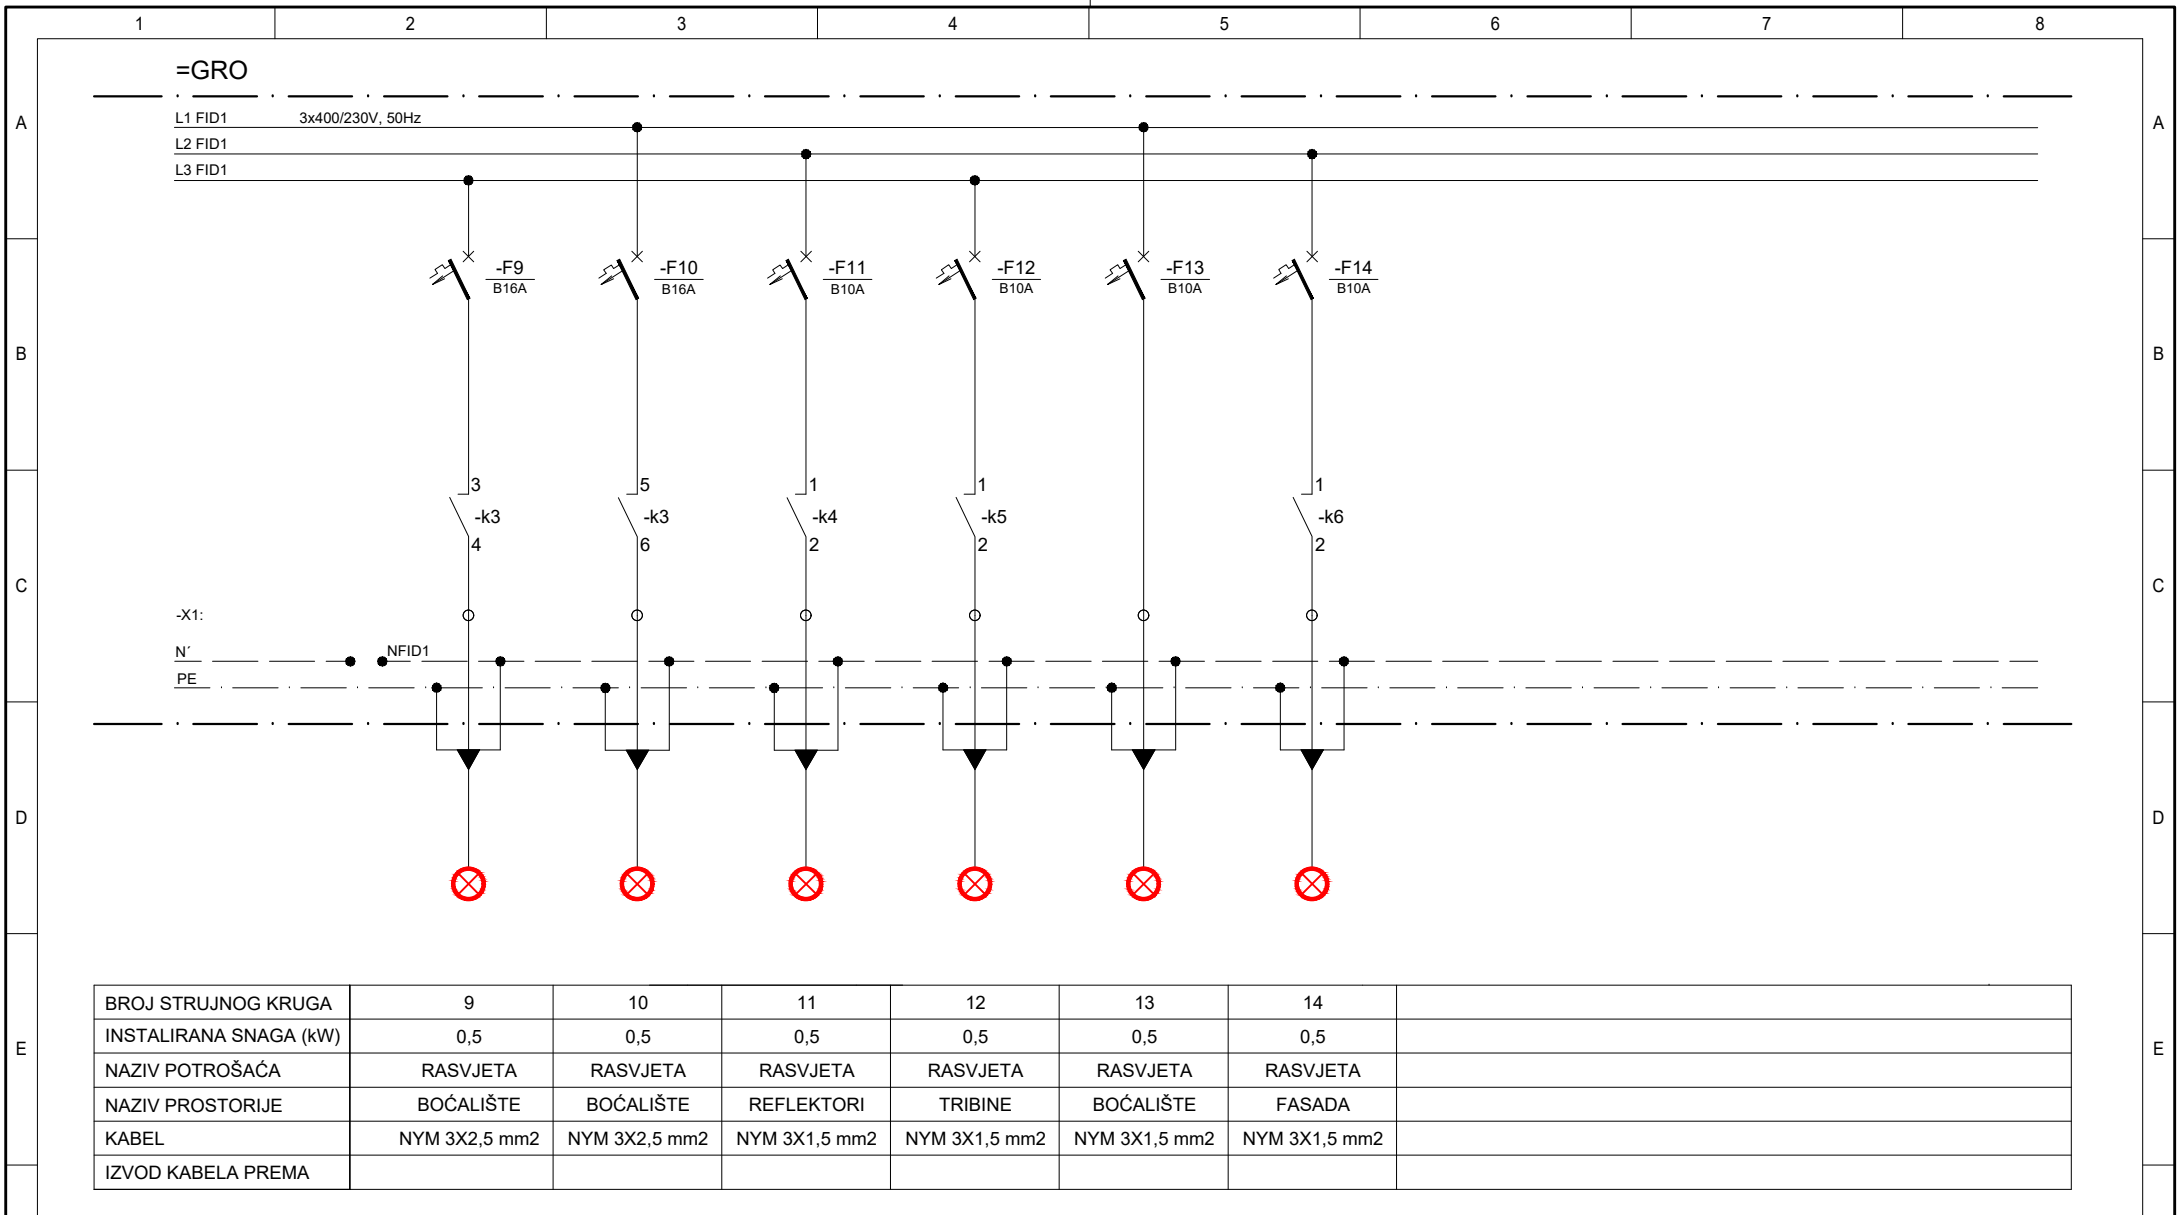 1 2 3 4 5 6 7 8
=GRO
A A
L1 FID1 3x400/230V, 50Hz
L2 FID1
L3 FID1
-F9 -F10 -F11 -F12 -F13 -F14
B16A B16A B10A B10A B10A B10A
B B
3 5 1 1 1
-k3 -k3 -k4 -k5 -k6
4 6 2 2 2
C C
-X1:
N´ NFID1
PE
D D
BROJ STRUJNOG KRUGA 9 10 11 12 13 14
INSTALIRANA SNAGA (kW) 0,5 0,5 0,5 0,5 0,5 0,5
E E
NAZIV POTROŠAĆA RASVJETA RASVJETA RASVJETA RASVJETA RASVJETA RASVJETA
NAZIV PROSTORIJE BOĆALIŠTE BOĆALIŠTE REFLEKTORI TRIBINE BOĆALIŠTE FASADA
KABEL NYM 3X2,5 mm2 NYM 3X2,5 mm2 NYM 3X1,5 mm2 NYM 3X1,5 mm2 NYM 3X1,5 mm2 NYM 3X1,5 mm2
IZVOD KABELA PREMA